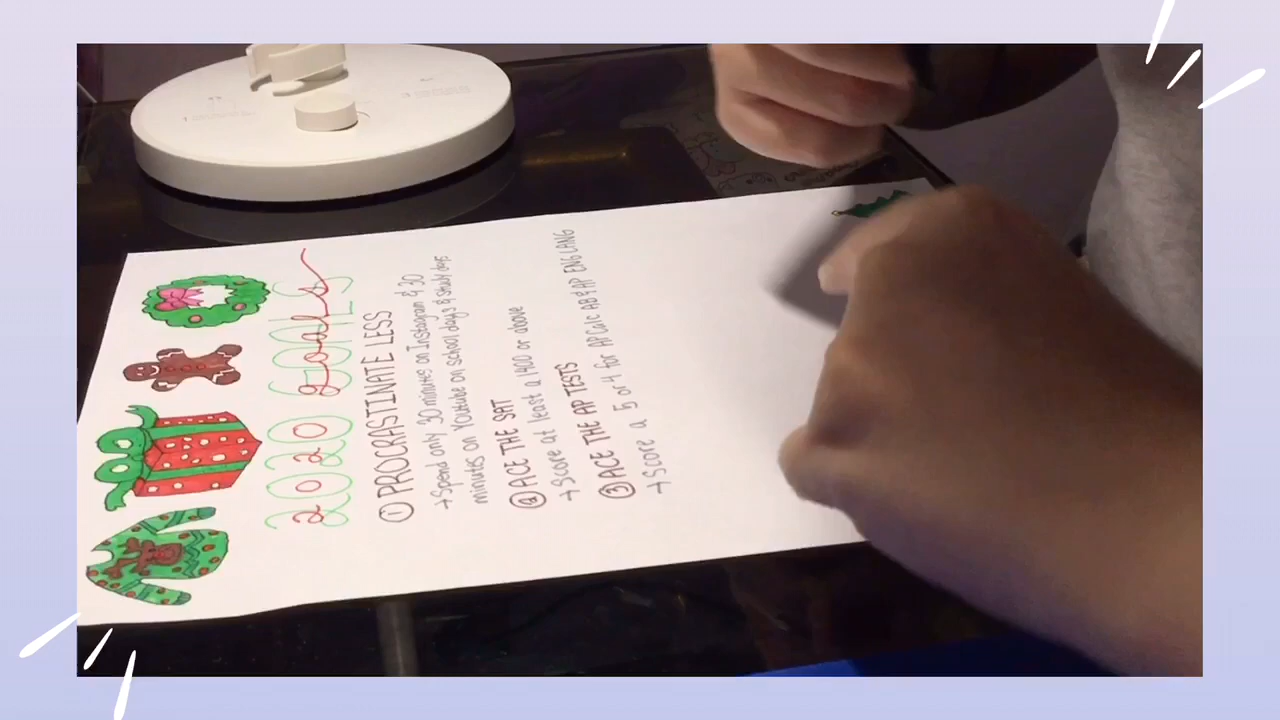 2020 Goals
① PROCRASTINATE LESS
→ Spend only 30 minutes on Instagram & 30
minutes on YOutube on school days & study days
② ACE THE SAT
→ Score at least a 1400 or above
③ ACE THE AP TESTS
→ Score a 5 or 4 for AP Calc AB & AP ENG LANG